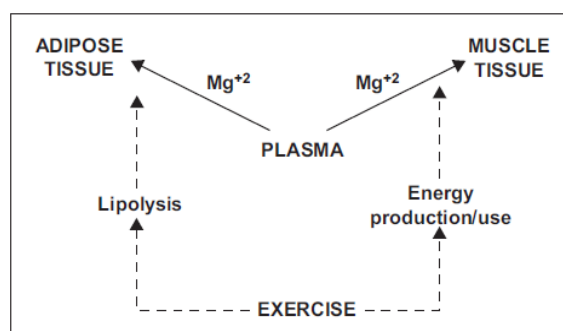 ADIPOSE
TISSUE
MUSCLE
TISSUE
Mg+2
Mg+2
PLASMA
Lipolysis
Energy
production/use
EXERCISE